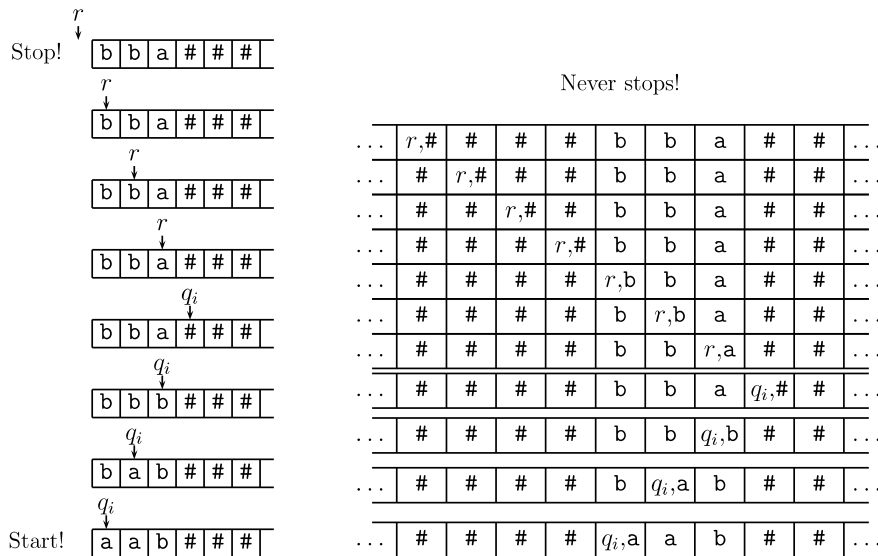 r
Stop! b b a # # #
r
b b a # # #
r
b b a # # #
r
b b a # # #
q_i
b b a # # #
q_i
b b b # # #
q_i
b a b # # #
q_i
Start! a a b # # #
Never stops!
... r,# # # # b b a # # ...
... # r,# # # b b a # # ...
... # # r,# # b b a # # ...
... # # # r,# b b a # # ...
... # # # # r,b b a # # ...
... # # # # b r,b a # # ...
... # # # # b b r,a # # ...
... # # # # b b a q_i,# # ...
... # # # # b b q_i,b # # ...
... # # # # b q_i,a b # # ...
... # # # # q_i,a a b # # ...